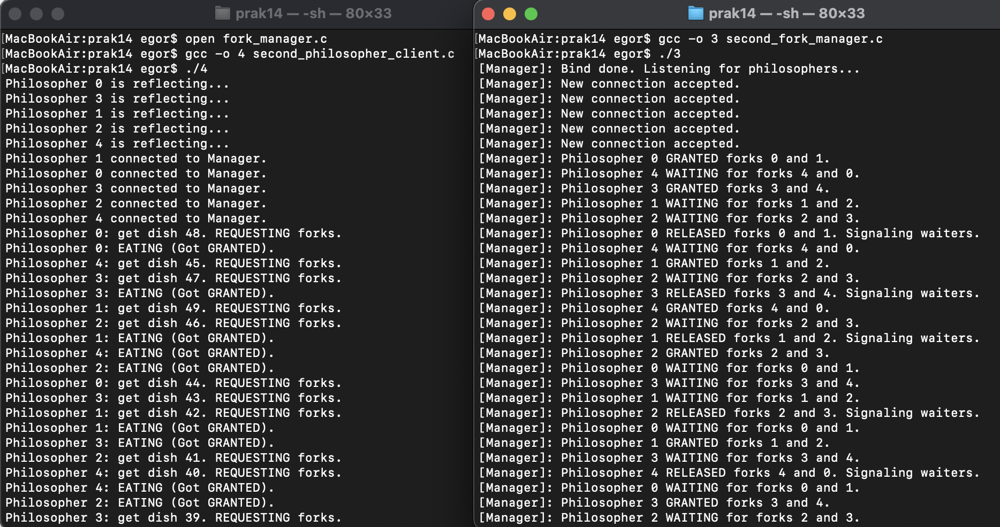 prak14 — -sh — 80×33
[MacBookAir:prak14 egor$ open fork_manager.c
[MacBookAir:prak14 egor$ gcc -o 4 second_philosopher_client.c
[MacBookAir:prak14 egor$ ./4
Philosopher 0 is reflecting...
Philosopher 3 is reflecting...
Philosopher 1 is reflecting...
Philosopher 2 is reflecting...
Philosopher 4 is reflecting...
Philosopher 1 connected to Manager.
Philosopher 0 connected to Manager.
Philosopher 3 connected to Manager.
Philosopher 2 connected to Manager.
Philosopher 4 connected to Manager.
Philosopher 0: get dish 48. REQUESTING forks.
Philosopher 0: EATING (Got GRANTED).
Philosopher 4: get dish 45. REQUESTING forks.
Philosopher 3: get dish 47. REQUESTING forks.
Philosopher 3: EATING (Got GRANTED).
Philosopher 1: get dish 49. REQUESTING forks.
Philosopher 2: get dish 46. REQUESTING forks.
Philosopher 1: EATING (Got GRANTED).
Philosopher 4: EATING (Got GRANTED).
Philosopher 2: EATING (Got GRANTED).
Philosopher 0: get dish 44. REQUESTING forks.
Philosopher 3: get dish 43. REQUESTING forks.
Philosopher 1: get dish 42. REQUESTING forks.
Philosopher 1: EATING (Got GRANTED).
Philosopher 3: EATING (Got GRANTED).
Philosopher 2: get dish 41. REQUESTING forks.
Philosopher 4: get dish 40. REQUESTING forks.
Philosopher 4: EATING (Got GRANTED).
Philosopher 2: EATING (Got GRANTED).
Philosopher 3: get dish 39. REQUESTING forks.
prak14 — -sh — 80×33
[MacBookAir:prak14 egor$ gcc -o 3 second_fork_manager.c
[MacBookAir:prak14 egor$ ./3
[Manager]: Bind done. Listening for philosophers...
[Manager]: New connection accepted.
[Manager]: New connection accepted.
[Manager]: New connection accepted.
[Manager]: New connection accepted.
[Manager]: New connection accepted.
[Manager]: Philosopher 0 GRANTED forks 0 and 1.
[Manager]: Philosopher 4 WAITING for forks 4 and 0.
[Manager]: Philosopher 3 GRANTED forks 3 and 4.
[Manager]: Philosopher 1 WAITING for forks 1 and 2.
[Manager]: Philosopher 2 WAITING for forks 2 and 3.
[Manager]: Philosopher 0 RELEASED forks 0 and 1. Signaling waiters.
[Manager]: Philosopher 4 WAITING for forks 4 and 0.
[Manager]: Philosopher 1 GRANTED forks 1 and 2.
[Manager]: Philosopher 2 WAITING for forks 2 and 3.
[Manager]: Philosopher 3 RELEASED forks 3 and 4. Signaling waiters.
[Manager]: Philosopher 4 GRANTED forks 4 and 0.
[Manager]: Philosopher 2 WAITING for forks 2 and 3.
[Manager]: Philosopher 1 RELEASED forks 1 and 2. Signaling waiters.
[Manager]: Philosopher 2 GRANTED forks 2 and 3.
[Manager]: Philosopher 0 WAITING for forks 0 and 1.
[Manager]: Philosopher 3 WAITING for forks 3 and 4.
[Manager]: Philosopher 1 WAITING for forks 1 and 2.
[Manager]: Philosopher 2 RELEASED forks 2 and 3. Signaling waiters.
[Manager]: Philosopher 0 WAITING for forks 0 and 1.
[Manager]: Philosopher 1 GRANTED forks 1 and 2.
[Manager]: Philosopher 3 WAITING for forks 3 and 4.
[Manager]: Philosopher 4 RELEASED forks 4 and 0. Signaling waiters.
[Manager]: Philosopher 0 WAITING for forks 0 and 1.
[Manager]: Philosopher 3 GRANTED forks 3 and 4.
[Manager]: Philosopher 2 WAITING for forks 2 and 3.